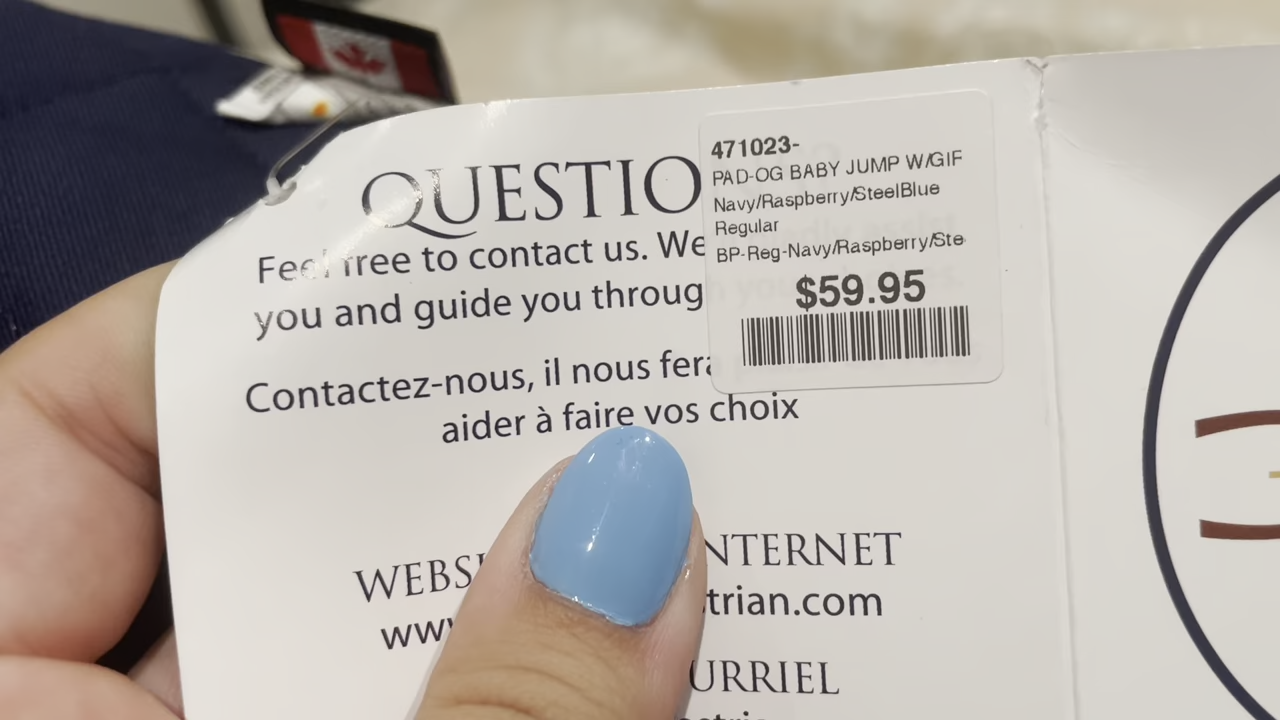 QUESTIO
Feel free to contact us. We
you and guide you throug
Contactez-nous, il nous fera
aider à faire vos choix
471023-
PAD-OG BABY JUMP W/GIF
Navy/Raspberry/SteelBlue
Regular
BP-Reg-Navy/Raspberry/Ste
$59.95
WEBSI NTERNET
www trian.com
URRIEL